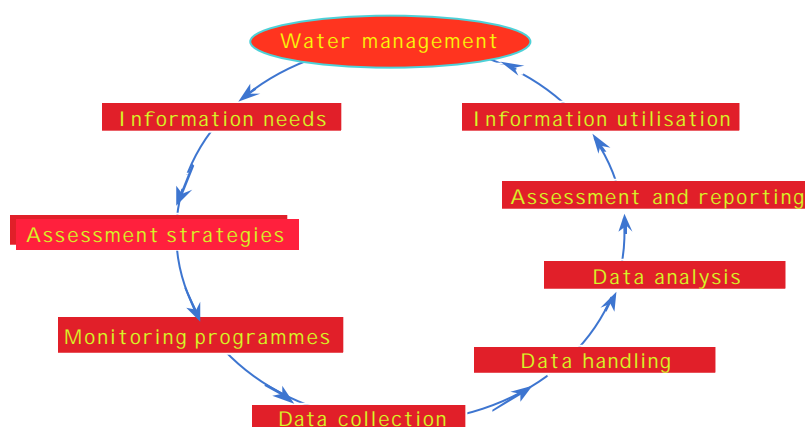 Water management
Information needs
Information utilisation
Assessment and reporting
Assessment strategies
Data analysis
Monitoring programmes
Data handling
Data collection